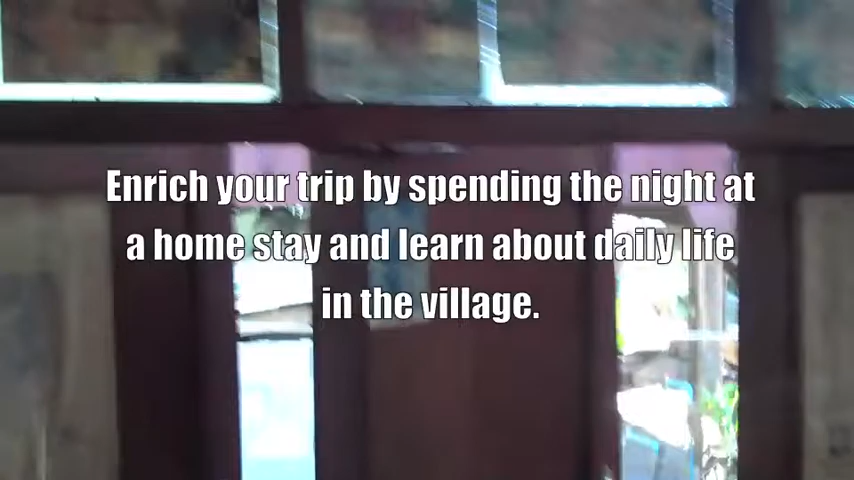 Enrich your trip by spending the night at
a home stay and learn about daily life
in the village.